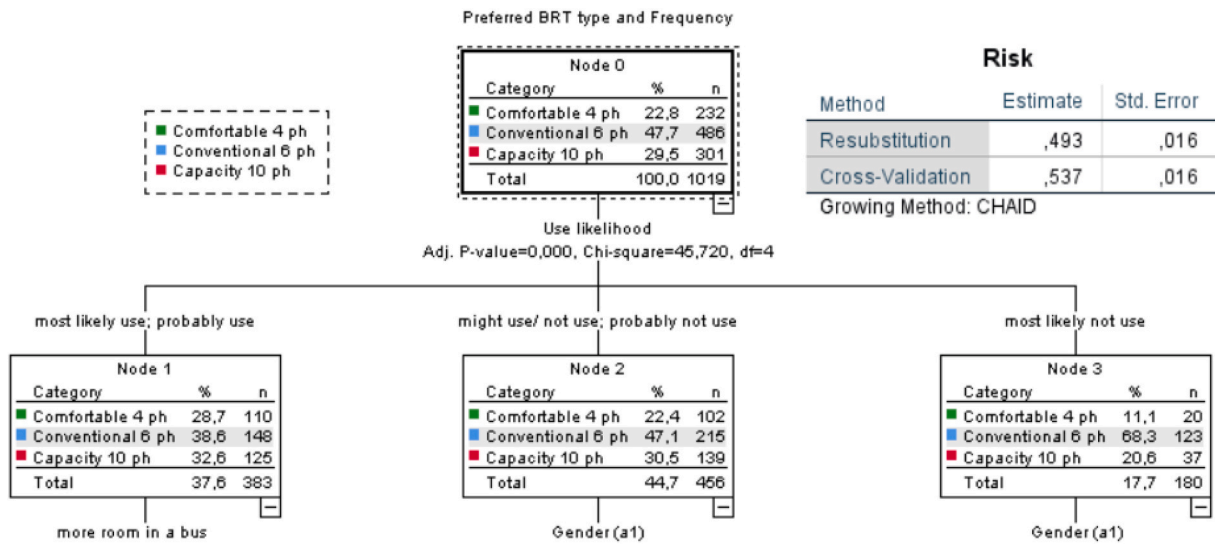 Preferred BRT type and Frequency
Node 0
Category % n
Comfortable 4 ph 22,8 232
Conventional 6 ph 47,7 486
Capacity 10 ph 29,5 301
Total 100,0 1019
Comfortable 4 ph
Conventional 6 ph
Capacity 10 ph
Risk
Method Estimate Std. Error
Resubstitution ,493 ,016
Cross-Validation ,537 ,016
Growing Method: CHAID
Use likelihood
Adj. P-value=0,000, Chi-square=45,720, df=4
most likely use; probably use
might use/ not use; probably not use
most likely not use
Node 1
Category % n
Comfortable 4 ph 28,7 110
Conventional 6 ph 38,6 148
Capacity 10 ph 32,6 125
Total 37,6 383
more room in a bus
Node 2
Category % n
Comfortable 4 ph 22,4 102
Conventional 6 ph 47,1 215
Capacity 10 ph 30,5 139
Total 44,7 456
Gender (a1)
Node 3
Category % n
Comfortable 4 ph 11,1 20
Conventional 6 ph 68,3 123
Capacity 10 ph 20,6 37
Total 17,7 180
Gender (a1)